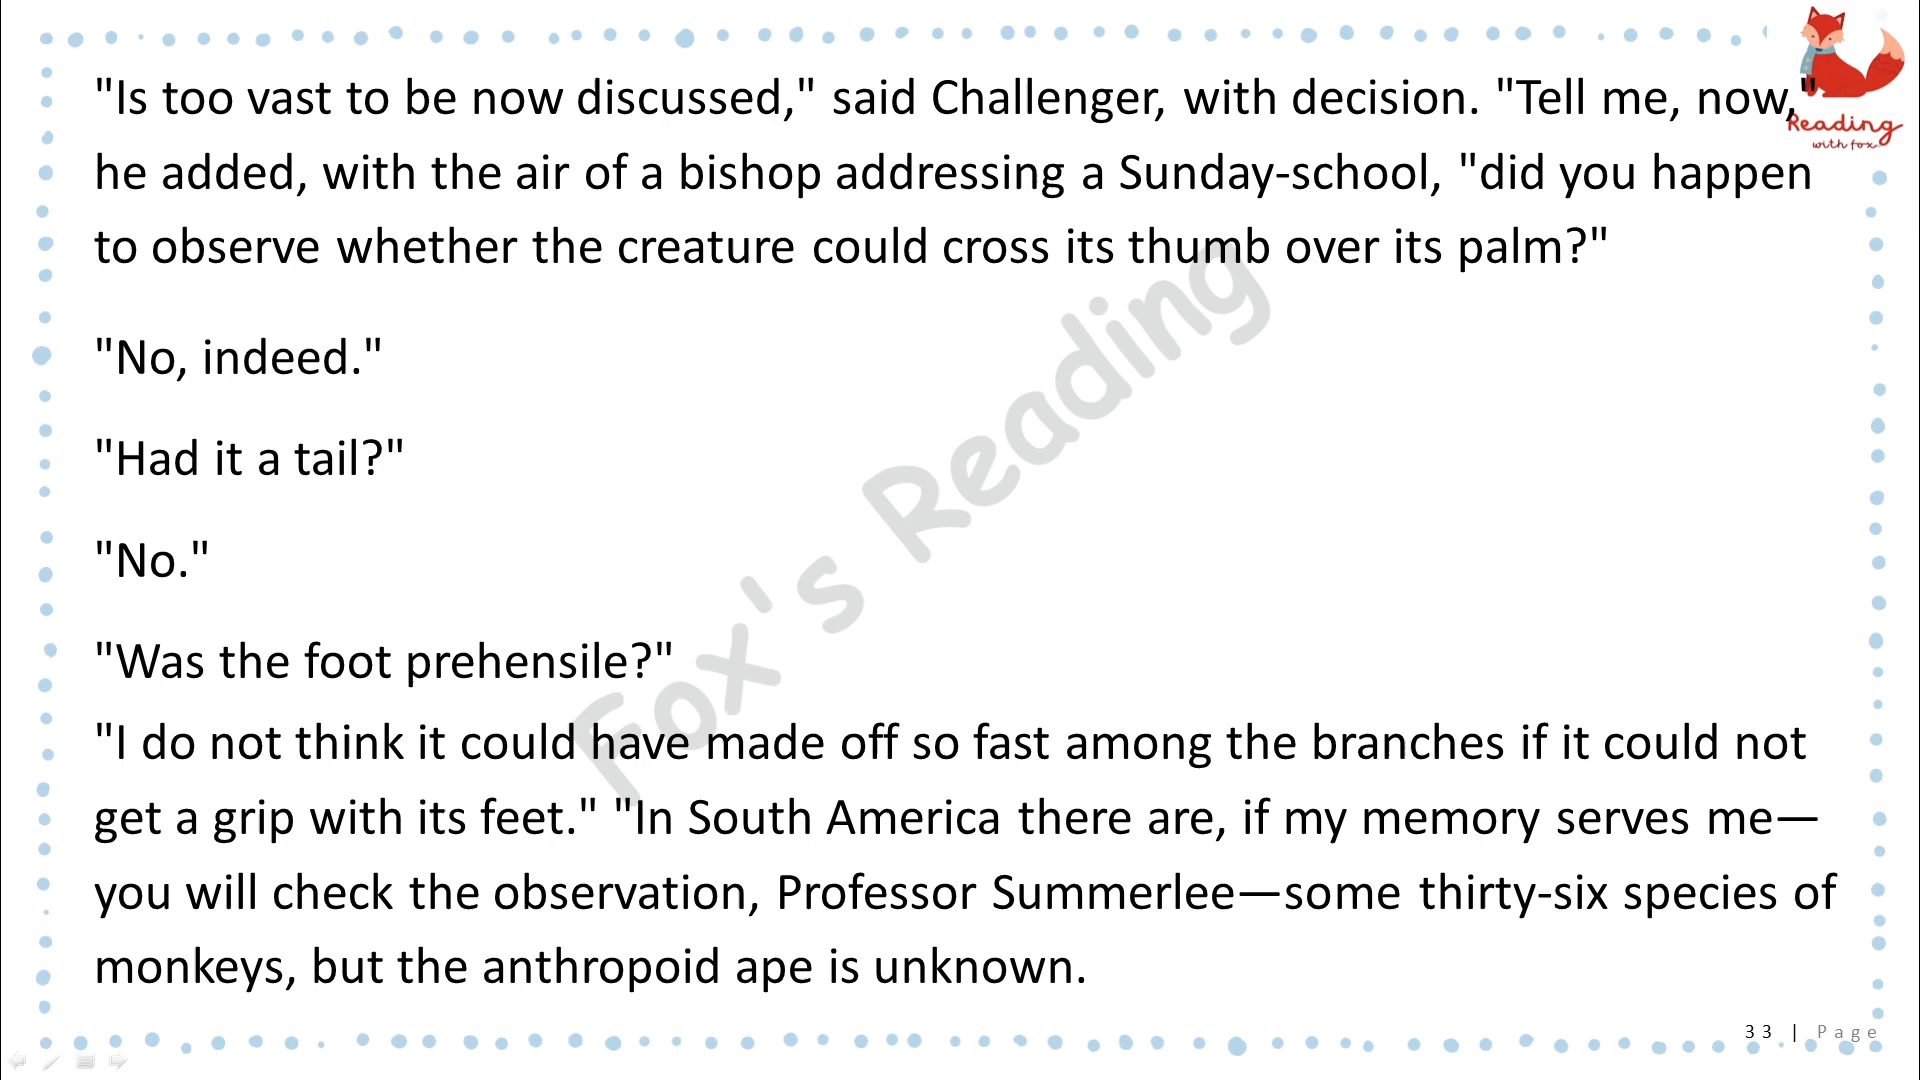 "Is too vast to be now discussed," said Challenger, with decision. "Tell me, now,"
he added, with the air of a bishop addressing a Sunday-school, "did you happen
to observe whether the creature could cross its thumb over its palm?"
"No, indeed."
"Had it a tail?"
"No."
"Was the foot prehensile?"
"I do not think it could have made off so fast among the branches if it could not
get a grip with its feet." "In South America there are, if my memory serves me—
you will check the observation, Professor Summerlee—some thirty-six species of
monkeys, but the anthropoid ape is unknown.
Reading
with fox
Fox's Reading
33 | Page